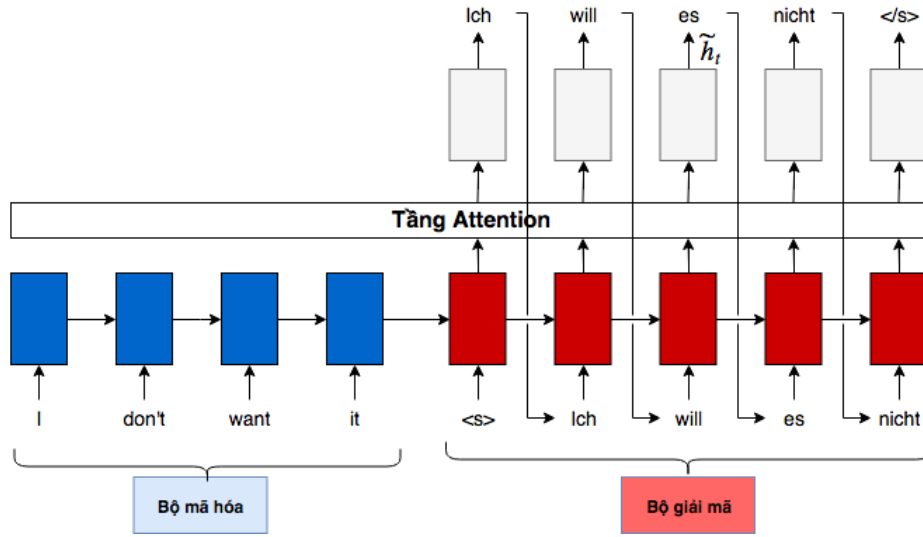 Ich will es nicht </s>
h̃t
Tầng Attention
I don't want it <s> Ich will es nicht
Bộ mã hóa Bộ giải mã